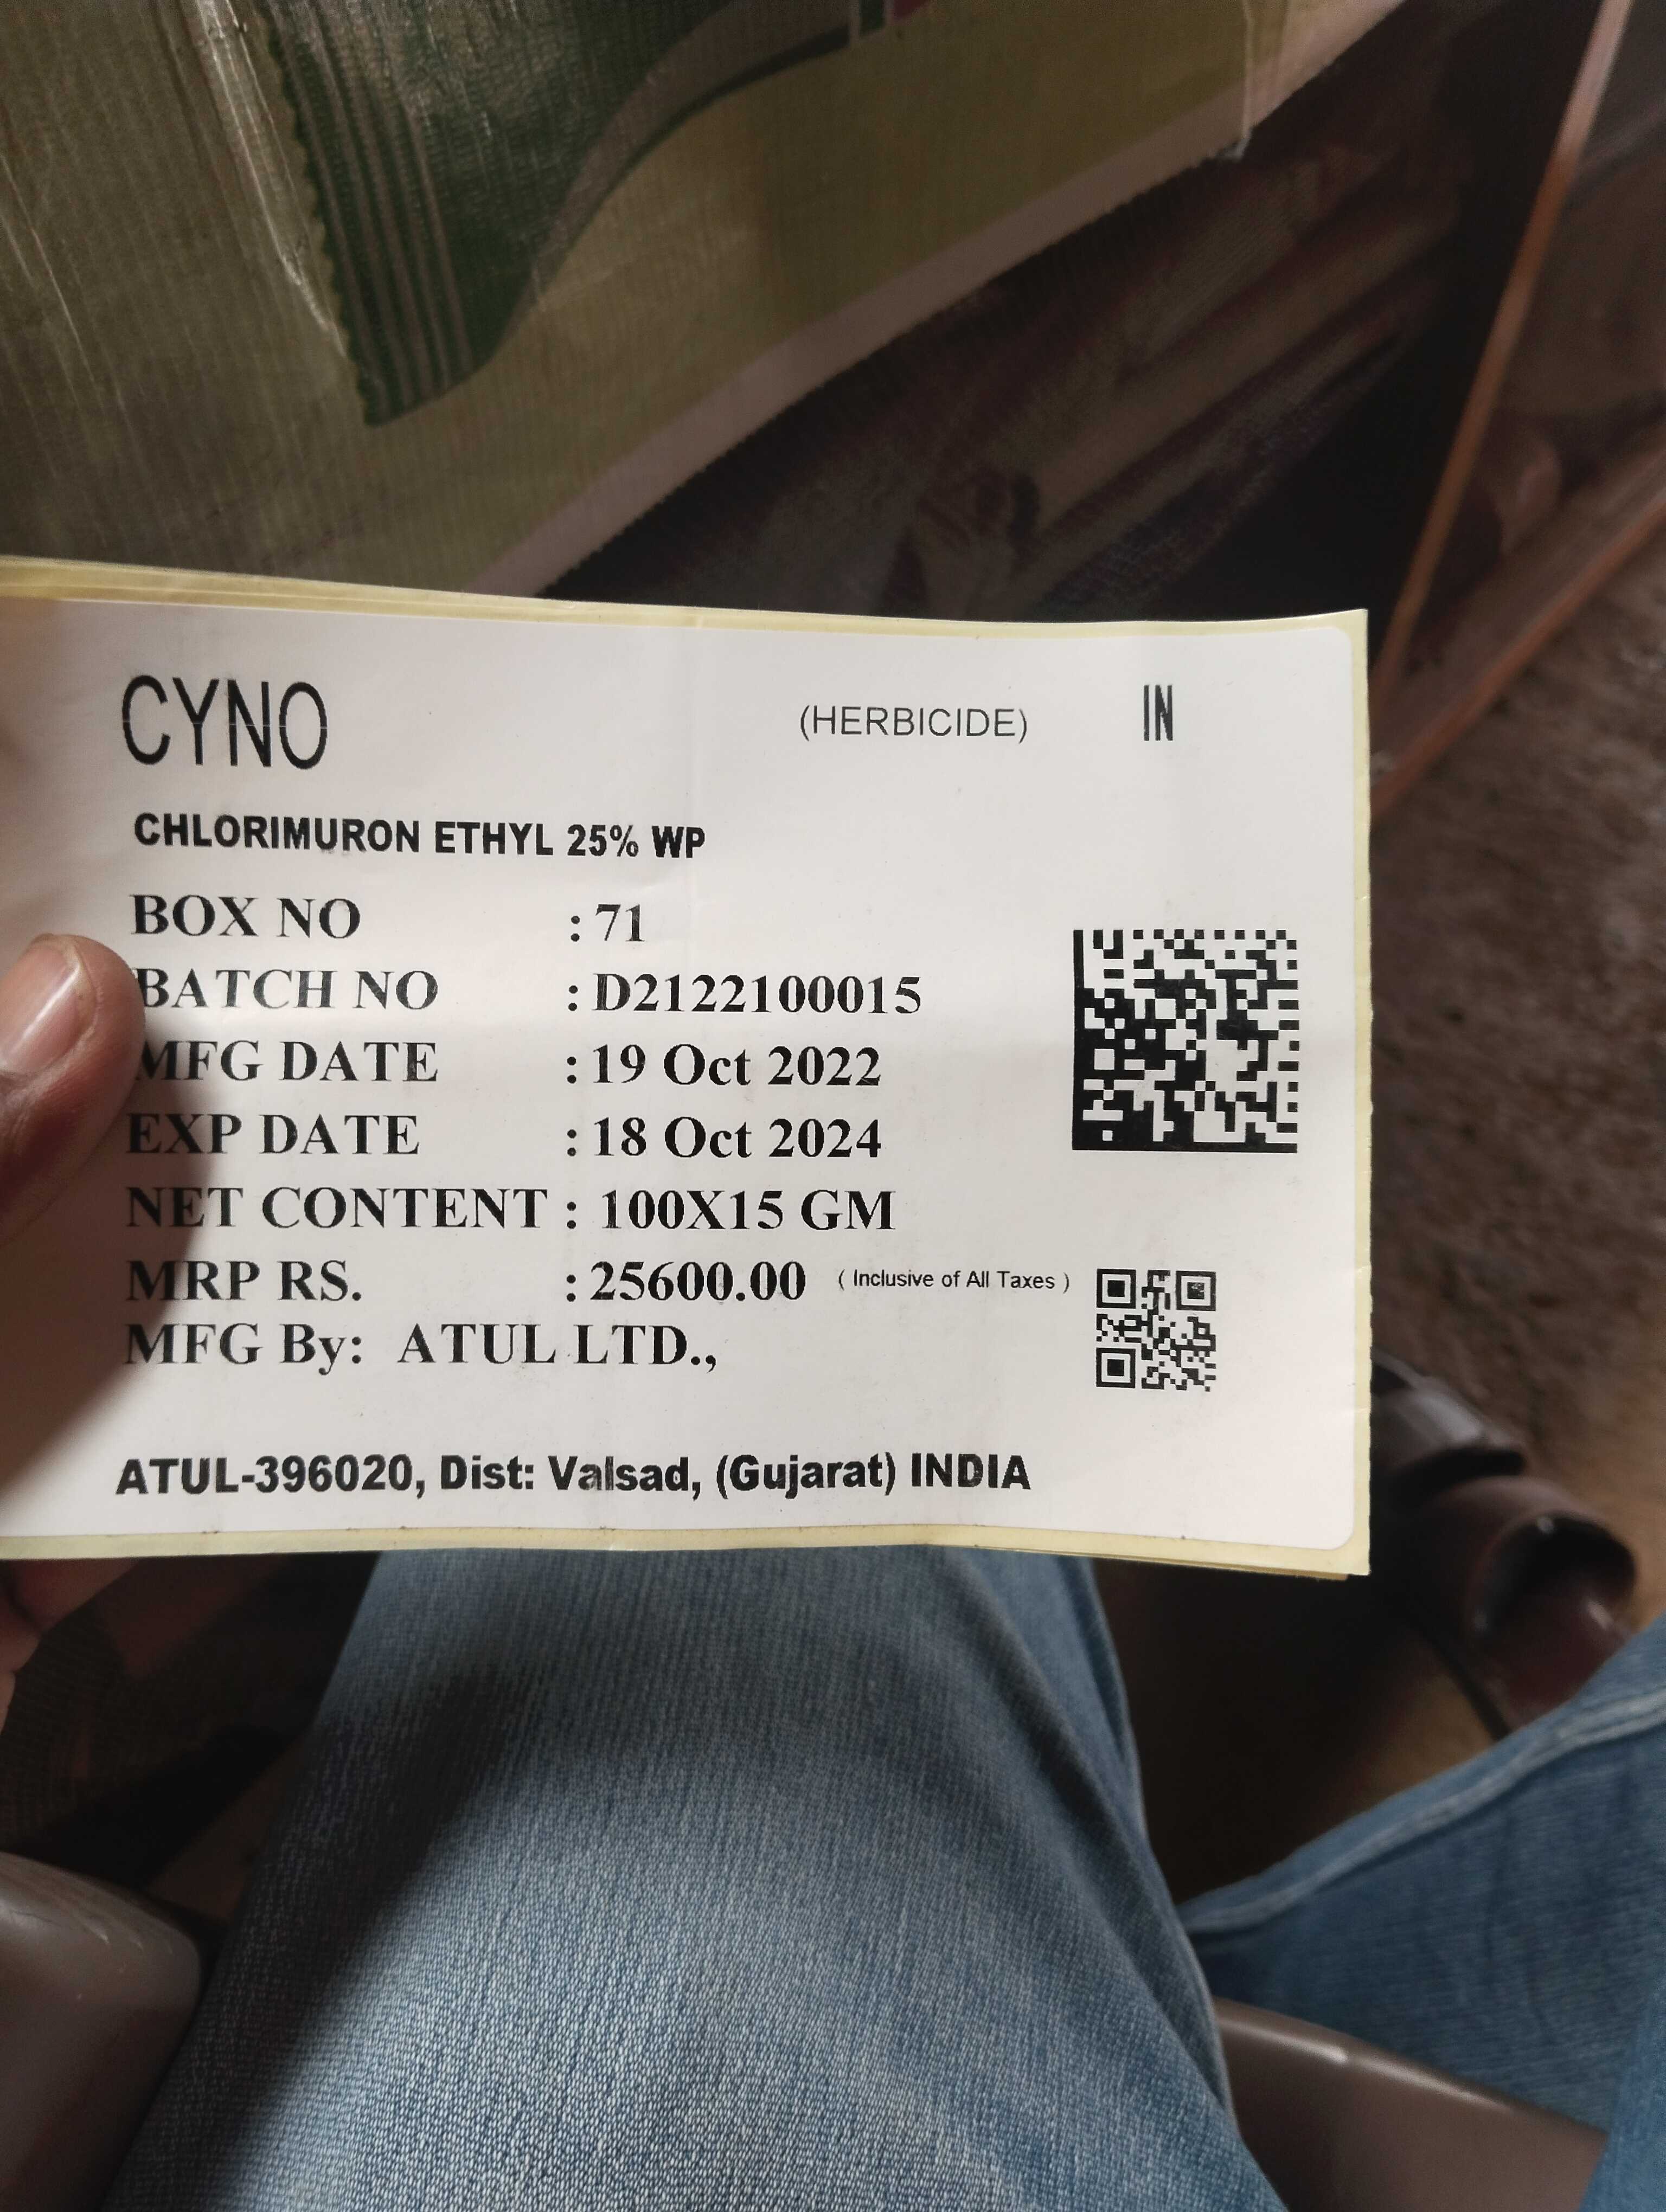 CYNO (HERBICIDE) IN
CHLORIMURON ETHYL 25% WP
BOX NO : 71
BATCH NO : D2122100015
MFG DATE : 19 Oct 2022
EXP DATE : 18 Oct 2024
NET CONTENT : 100X15 GM
MRP RS. : 25600.00 ( Inclusive of All Taxes )
MFG By: ATUL LTD.,
ATUL-396020, Dist: Valsad, (Gujarat) INDIA